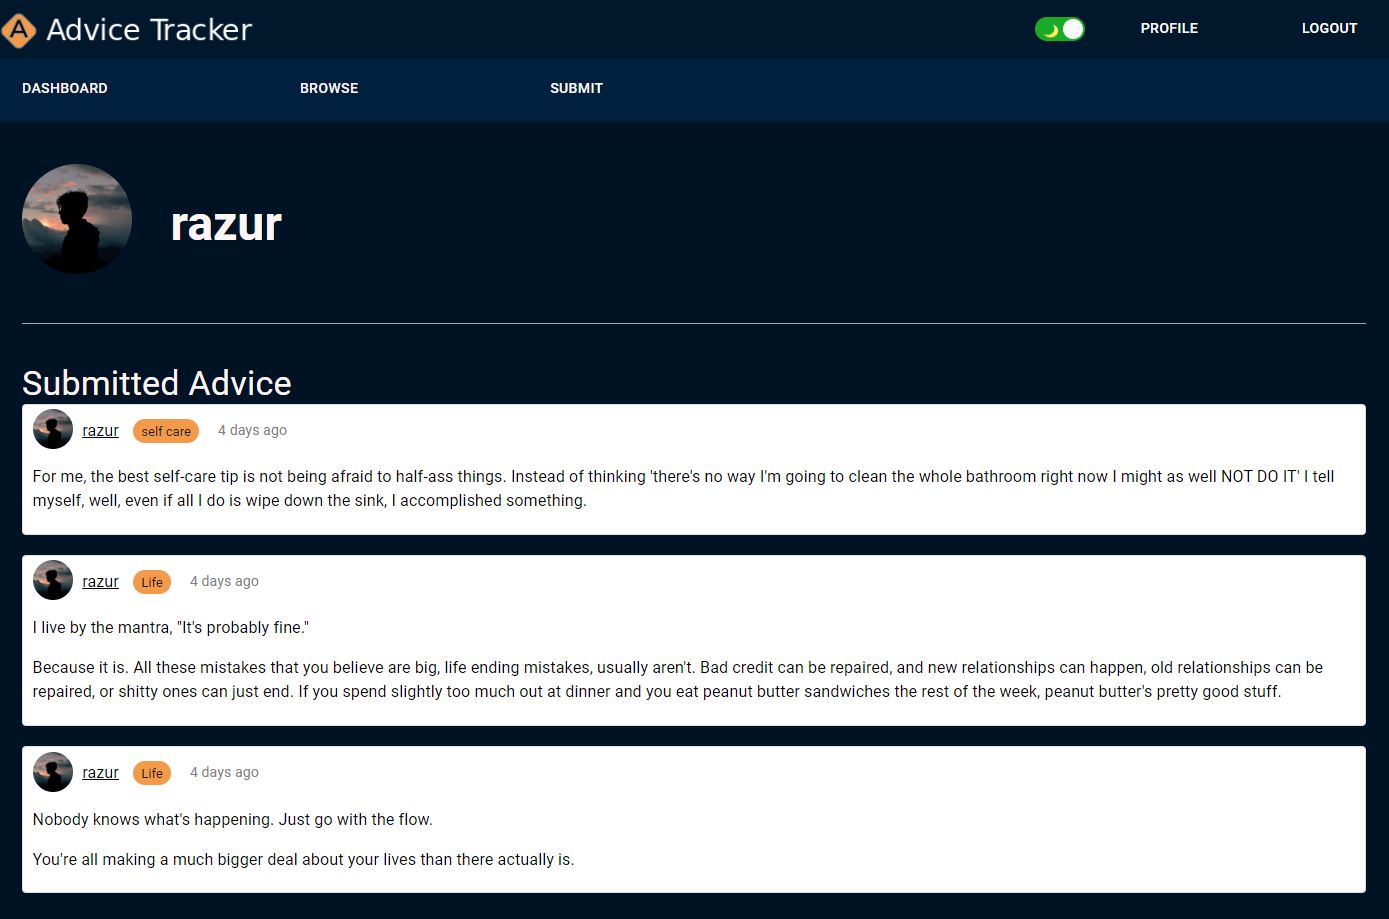 A Advice Tracker
PROFILE
LOGOUT
DASHBOARD
BROWSE
SUBMIT
razur
Submitted Advice
razur self care 4 days ago
For me, the best self-care tip is not being afraid to half-ass things. Instead of thinking 'there's no way I'm going to clean the whole bathroom right now I might as well NOT DO IT' I tell
myself, well, even if all I do is wipe down the sink, I accomplished something.
razur Life 4 days ago
I live by the mantra, "It's probably fine."
Because it is. All these mistakes that you believe are big, life ending mistakes, usually aren't. Bad credit can be repaired, and new relationships can happen, old relationships can be
repaired, or shitty ones can just end. If you spend slightly too much out at dinner and you eat peanut butter sandwiches the rest of the week, peanut butter's pretty good stuff.
razur Life 4 days ago
Nobody knows what's happening. Just go with the flow.
You're all making a much bigger deal about your lives than there actually is.